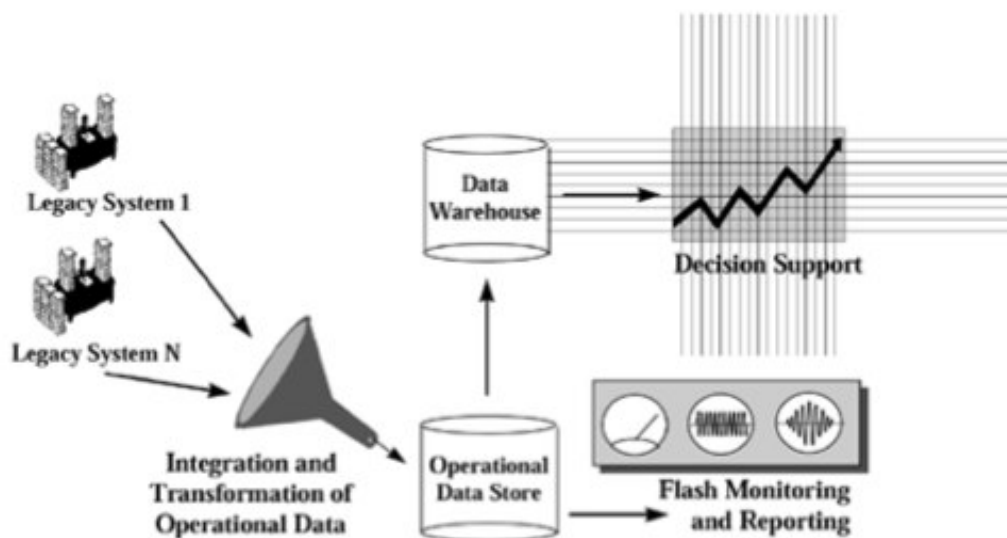 Legacy System 1
Legacy System N
Integration and
Transformation of
Operational Data
Data
Warehouse
Decision Support
Operational
Data Store
Flash Monitoring
and Reporting